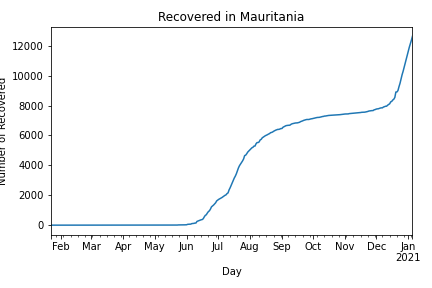 Recovered in Mauritania
Number of Recovered
12000
10000
8000
6000
4000
2000
0
Feb Mar Apr May Jun Jul Aug Sep Oct Nov Dec Jan
2021
Day